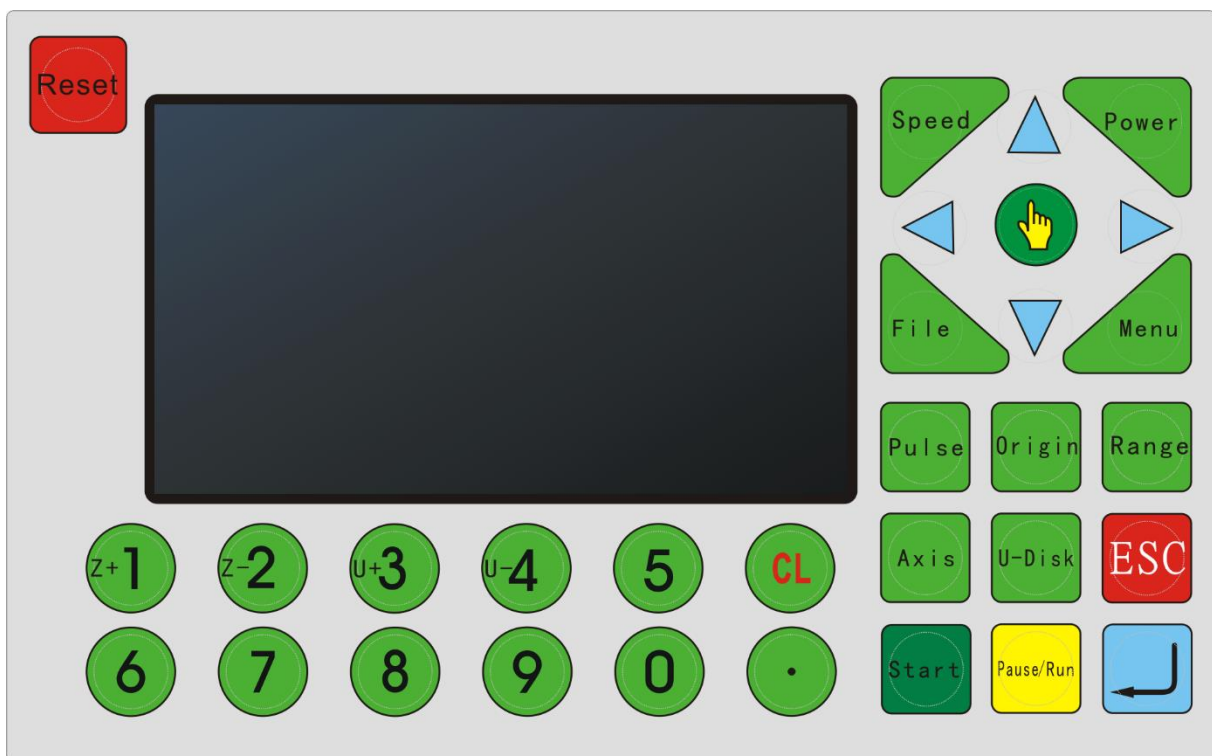 Reset
Speed
Power
File
Menu
Pulse
Origin
Range
Axis
U-Disk
ESC
Start
Pause/Run
Z+1
Z-2
U+3
U-4
5
CL
6
7
8
9
0
.